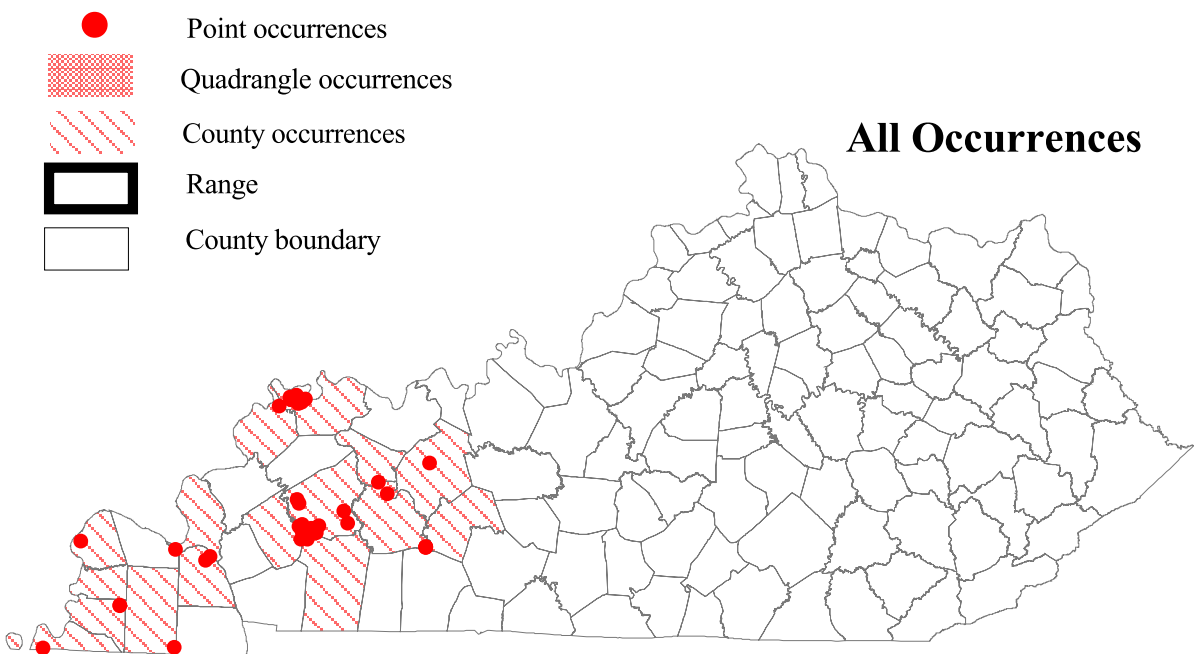 Point occurrences
Quadrangle occurrences
County occurrences
Range
County boundary
All Occurrences